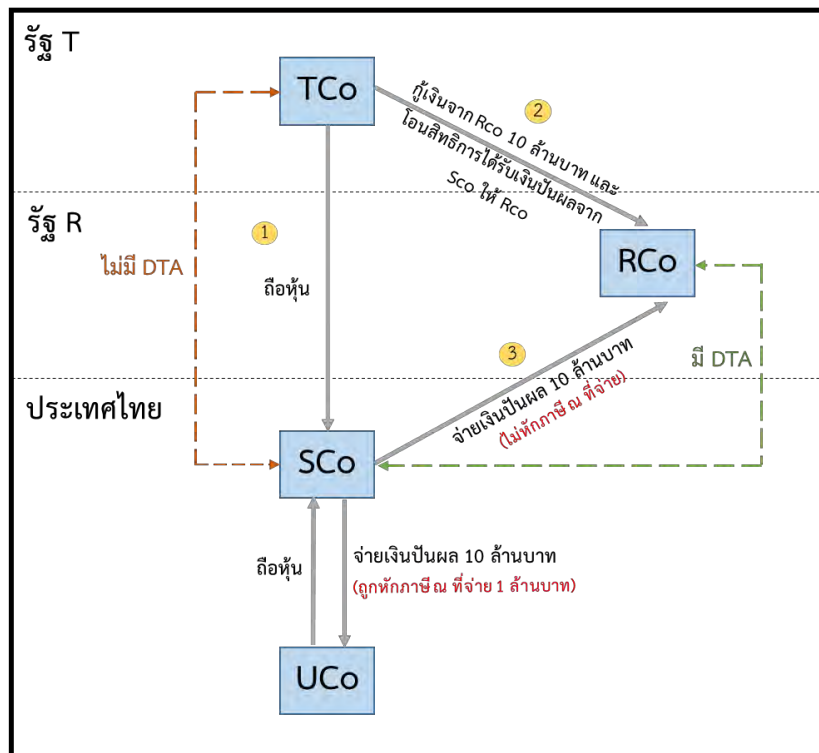 รัฐ T
TCo
2
กู้เงินจาก Rco 10 ล้านบาท และ
โอนสิทธิการได้รับเงินปันผลจาก
Sco ให้ Rco
รัฐ R
1
ไม่มี DTA
ถือหุ้น
RCo
3
มี DTA
จ่ายเงินปันผล 10 ล้านบาท
(ไม่หักภาษี ณ ที่จ่าย)
ประเทศไทย
SCo
ถือหุ้น
จ่ายเงินปันผล 10 ล้านบาท
(ถูกหักภาษี ณ ที่จ่าย 1 ล้านบาท)
UCo